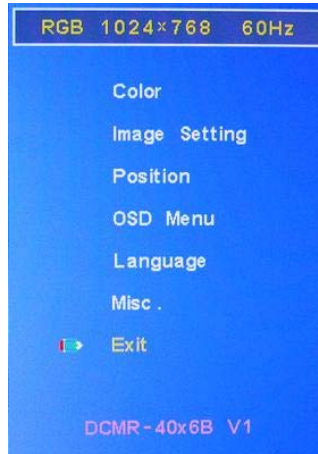 RGB 1024×768 60Hz
Color
Image Setting
Position
OSD Menu
Language
Misc.
Exit
DCMR-40x6B V1